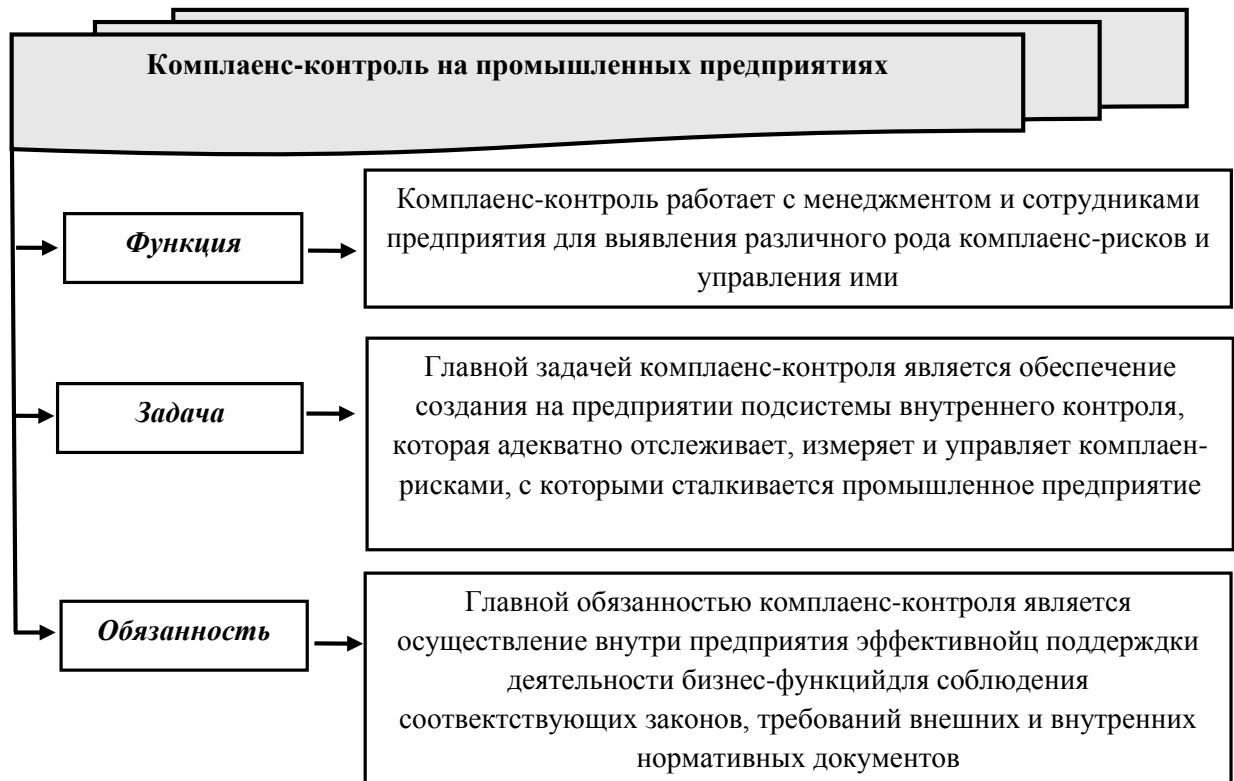 Комплаенс-контроль на промышленных предприятиях
Функция
Комплаенс-контроль работает с менеджментом и сотрудниками
предприятия для выявления различного рода комплаенс-рисков и
управления ими
Задача
Главной задачей комплаенс-контроля является обеспечение
создания на предприятии подсистемы внутреннего контроля,
которая адекватно отслеживает, измеряет и управляет комплаен-
рисками, с которыми сталкивается промышленное предприятие
Обязанность
Главной обязанностью комплаенс-контроля является
осуществление внутри предприятия эффективнойц поддерждки
деятельности бизнес-функцийдля соблюдения
соотвектствующих законов, требований внешних и внутренних
нормативных документов